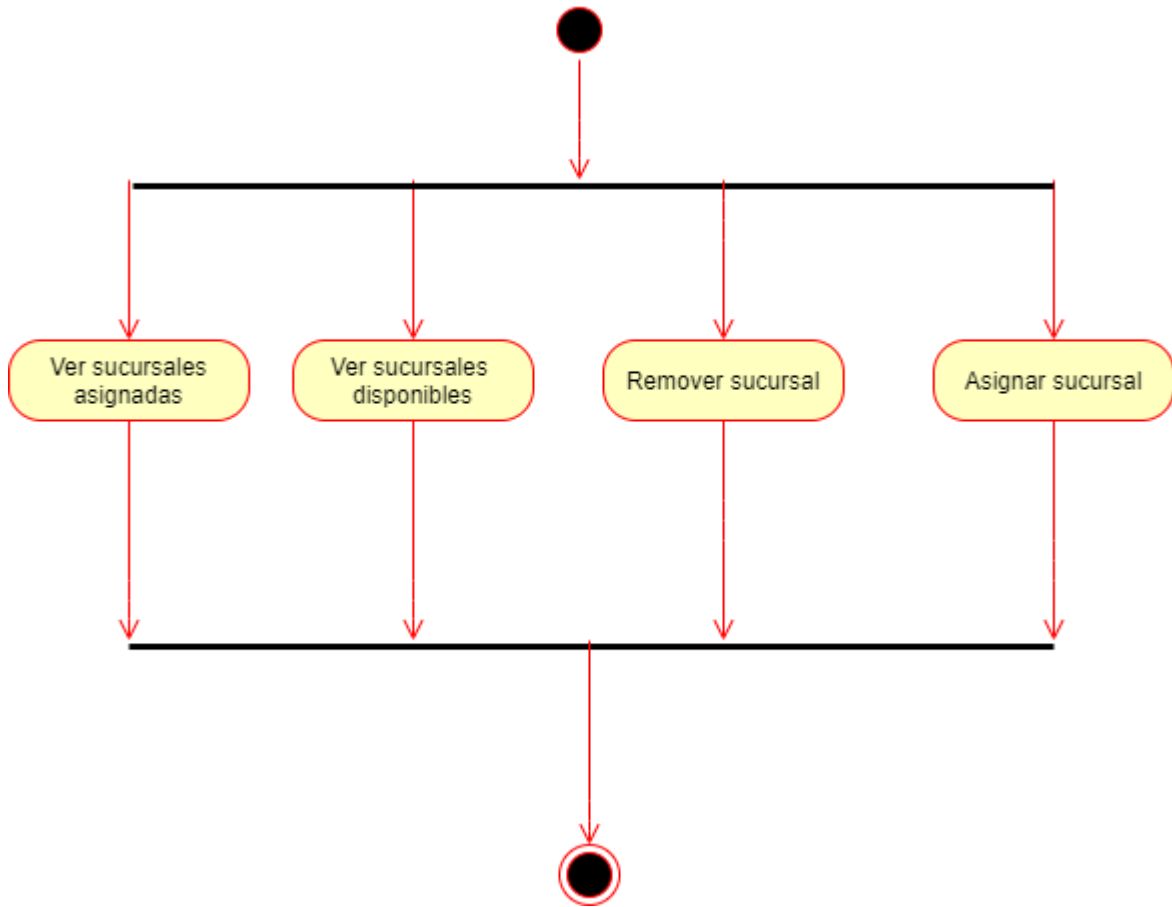 Ver sucursales
asignadas
Ver sucursales
disponibles
Remover sucursal
Asignar sucursal